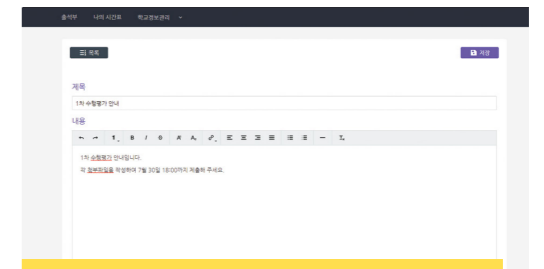 출석부 나의 시간표 학교정보관리
목록 저장
제목
1차 수행평가 안내
내용
1차 수행평가 안내입니다.
각 첨부파일을 작성하여 7월 30일 18:00까지 제출해 주세요.